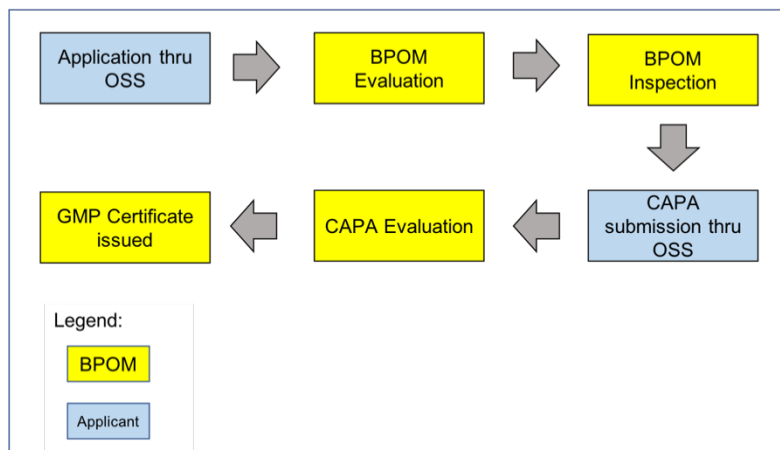 Application thru
OSS
BPOM
Evaluation
BPOM
Inspection
GMP Certificate
issued
CAPA Evaluation
CAPA
submission thru
OSS
Legend:
BPOM
Applicant